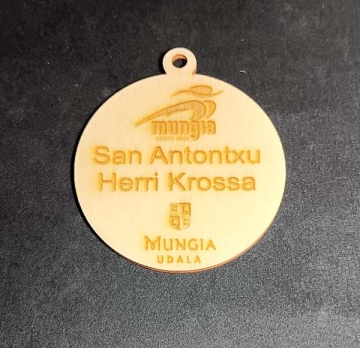 mungia
San Antontxu
Herri Krossa
MUNGIA
UDALA